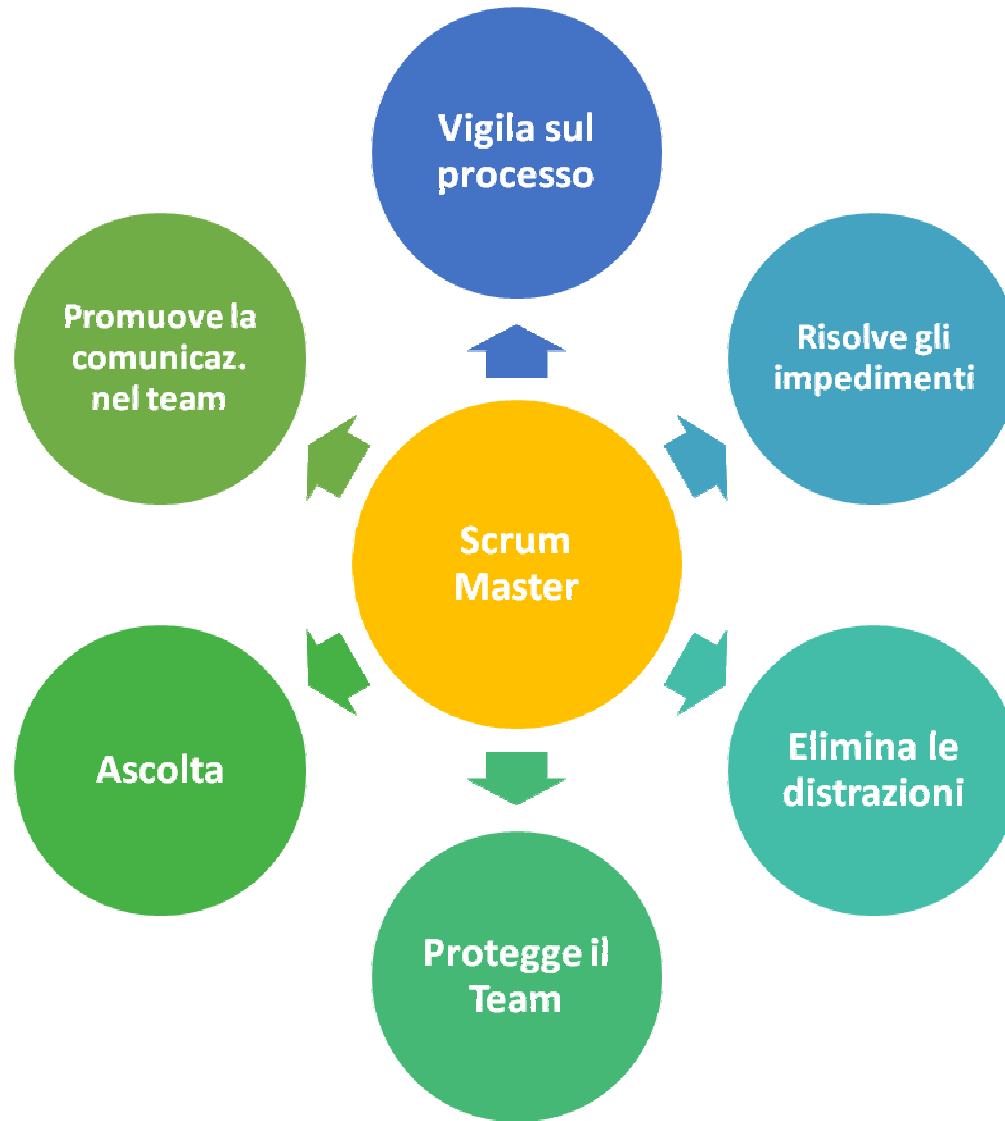 Vigila sul
processo
Risolve gli
impedimenti
Elimina le
distrazioni
Protegge il
Team
Ascolta
Promuove la
comunicaz.
nel team
Scrum
Master